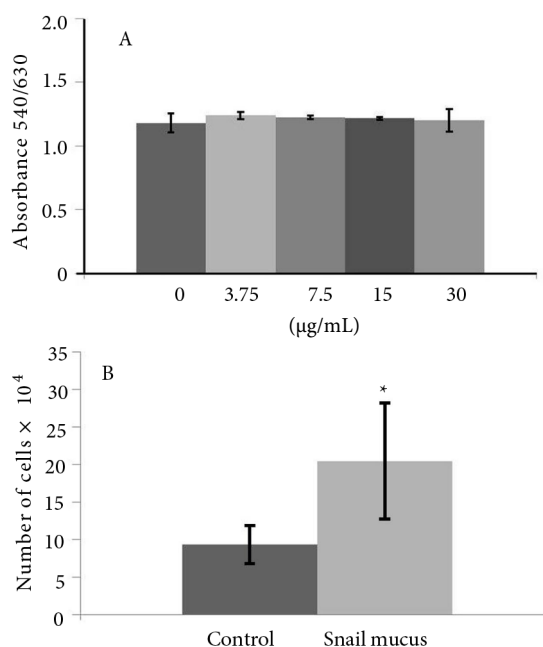 A
2.0
1.5
1.0
0.5
0
Absorbance 540/630
0 3.75 7.5 15 30
(µg/mL)
B
35
30
25
20
15
10
5
0
Number of cells × 10⁴
*
Control Snail mucus